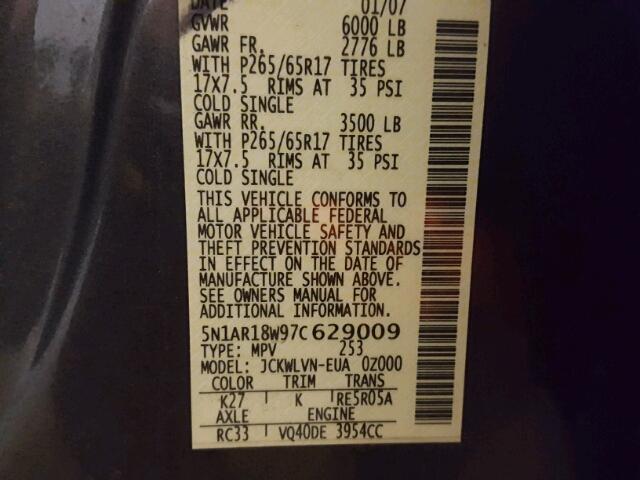 DATE 01/07
GVWR 6000 LB
GAWR FR. 2776 LB
WITH P265/65R17 TIRES
17X7.5 RIMS AT 35 PSI
COLD SINGLE
GAWR RR. 3500 LB
WITH P265/65R17 TIRES
17X7.5 RIMS AT 35 PSI
COLD SINGLE
THIS VEHICLE CONFORMS TO
ALL APPLICABLE FEDERAL
MOTOR VEHICLE SAFETY AND
THEFT PREVENTION STANDARDS
IN EFFECT ON THE DATE OF
MANUFACTURE SHOWN ABOVE.
SEE OWNERS MANUAL FOR
ADDITIONAL INFORMATION.
5N1AR18W97C629009
TYPE: MPV 253
MODEL: JCKWLVN-EUA 0Z000
COLOR TRIM TRANS
K27 K RE5R05A
AXLE ENGINE
RC33 VQ40DE 3954CC